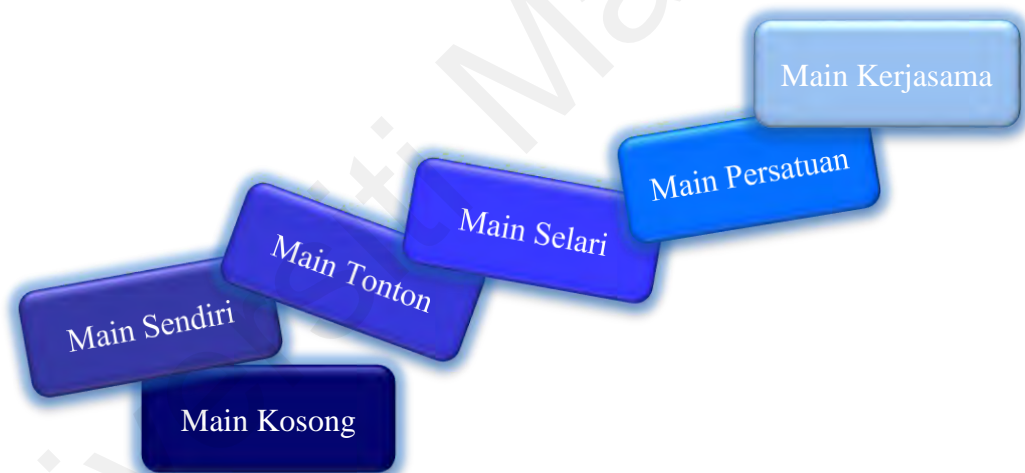 Main Kerjasama
Main Persatuan
Main Selari
Main Tonton
Main Sendiri
Main Kosong